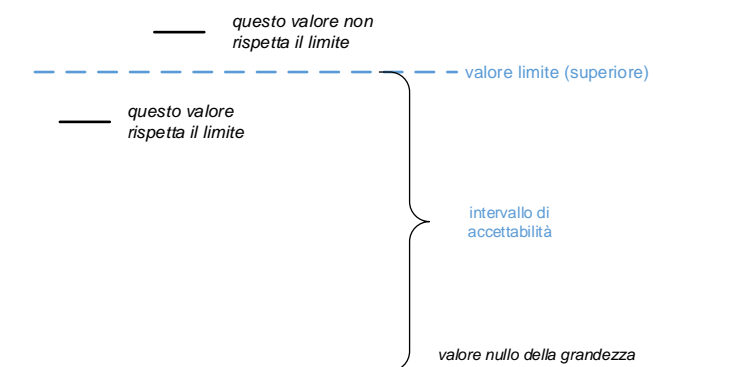 questo valore non
rispetta il limite
valore limite (superiore)
questo valore
rispetta il limite
intervallo di
accettabilità
valore nullo della grandezza